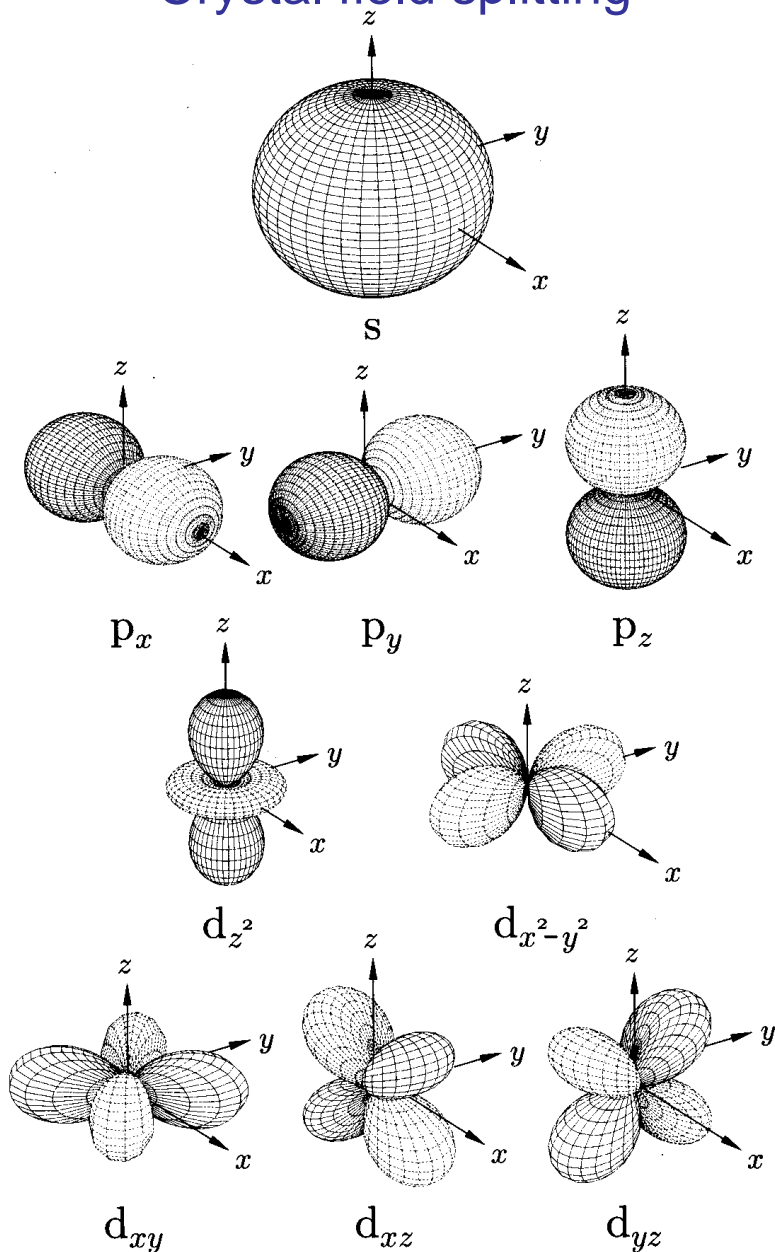 Crystal field splitting
z
y
x
s
z
y
x
p_x
z
y
x
p_y
z
y
x
p_z
z
y
x
d_z²
z
y
x
d_x²-y²
z
y
x
d_xy
z
y
x
d_xz
z
y
x
d_yz